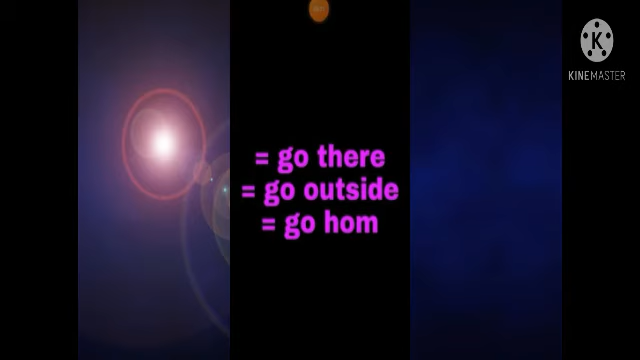 = go there
= go outside
= go hom
K
KINEMASTER